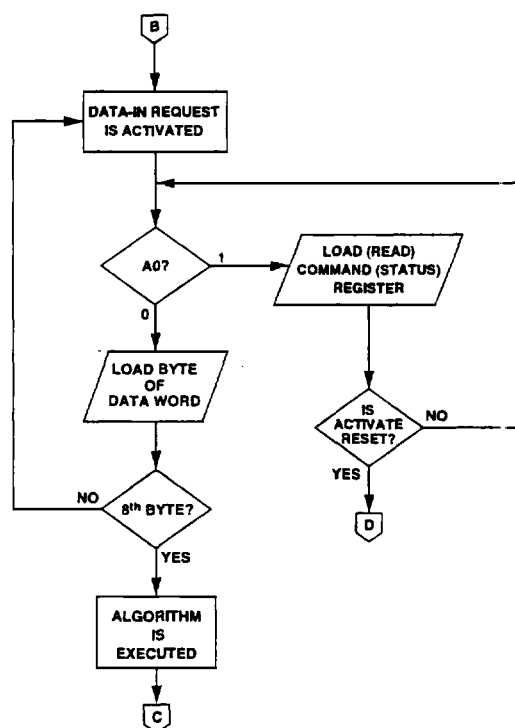 B
DATA-IN REQUEST
IS ACTIVATED
A0?
1
0
LOAD (READ)
COMMAND (STATUS)
REGISTER
LOAD BYTE
OF
DATA WORD
IS
ACTIVATE
RESET?
NO
YES
D
8th BYTE?
NO
YES
ALGORITHM
IS
EXECUTED
C